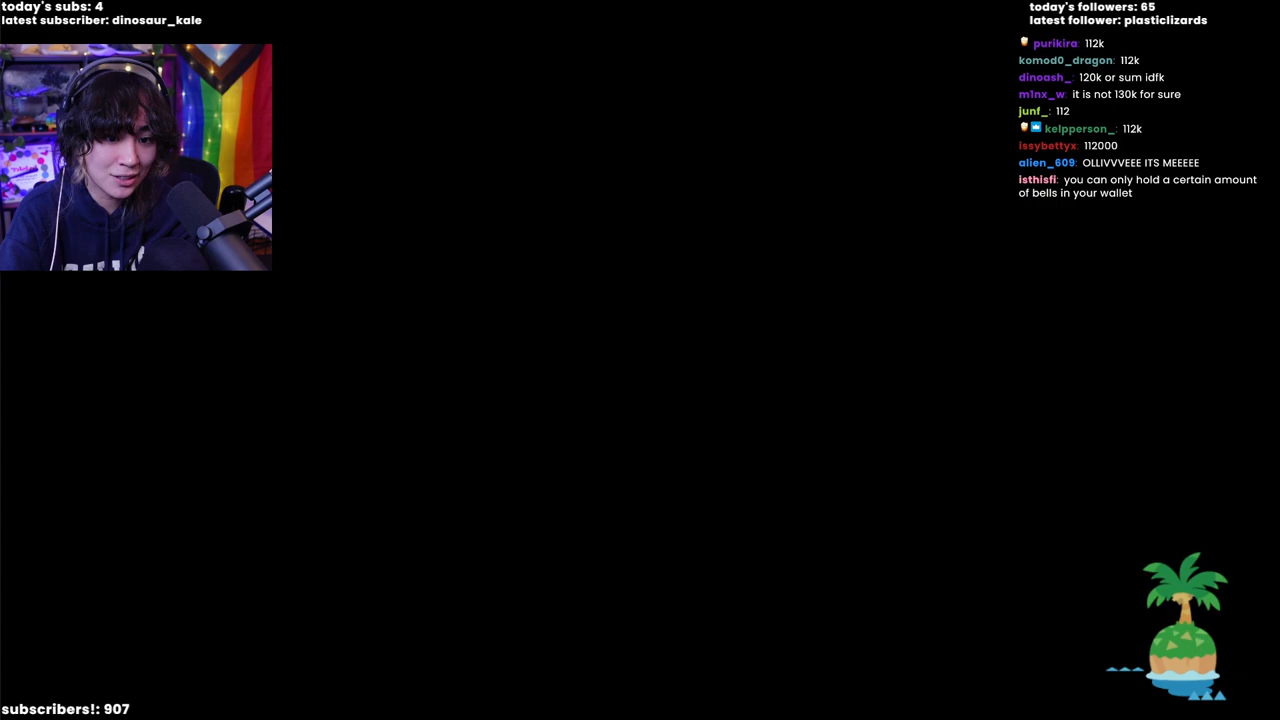 today's subs: 4
latest subscriber: dinosaur_kale
today's followers: 65
latest follower: plasticlizards
purikira: 112k
komod0_dragon: 112k
dinoash_: 120k or sum idfk
m1nx_w: it is not 130k for sure
junf_: 112
kelpperson_: 112k
issybettyx: 112000
alien_609: OLLIVVVEEE ITS MEEEEE
isthisfi: you can only hold a certain amount
of bells in your wallet
subscribers!: 907